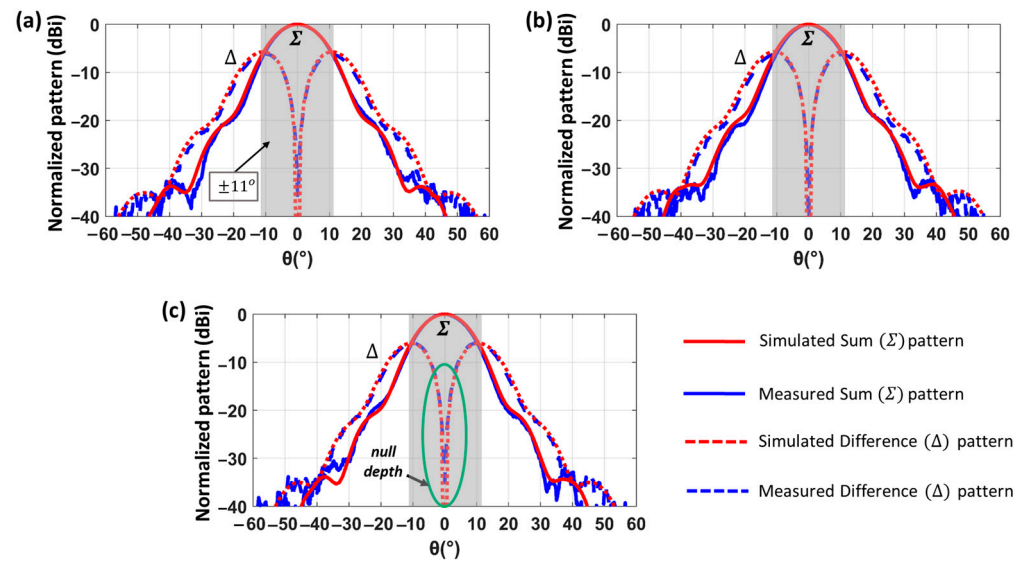 (a)
Normalized pattern (dBi)
0
−10
−20
−30
−40
Σ
Δ
±11°
−60 −50 −40 −30 −20 −10 0 10 20 30 40 50 60
θ(°)
(b)
Normalized pattern (dBi)
0
−10
−20
−30
−40
Σ
Δ
−60 −50 −40 −30 −20 −10 0 10 20 30 40 50 60
θ(°)
(c)
Normalized pattern (dBi)
0
−10
−20
−30
−40
Σ
Δ
null
depth
−60 −50 −40 −30 −20 −10 0 10 20 30 40 50 60
θ(°)
Simulated Sum (Σ) pattern
Measured Sum (Σ) pattern
Simulated Difference (Δ) pattern
Measured Difference (Δ) pattern